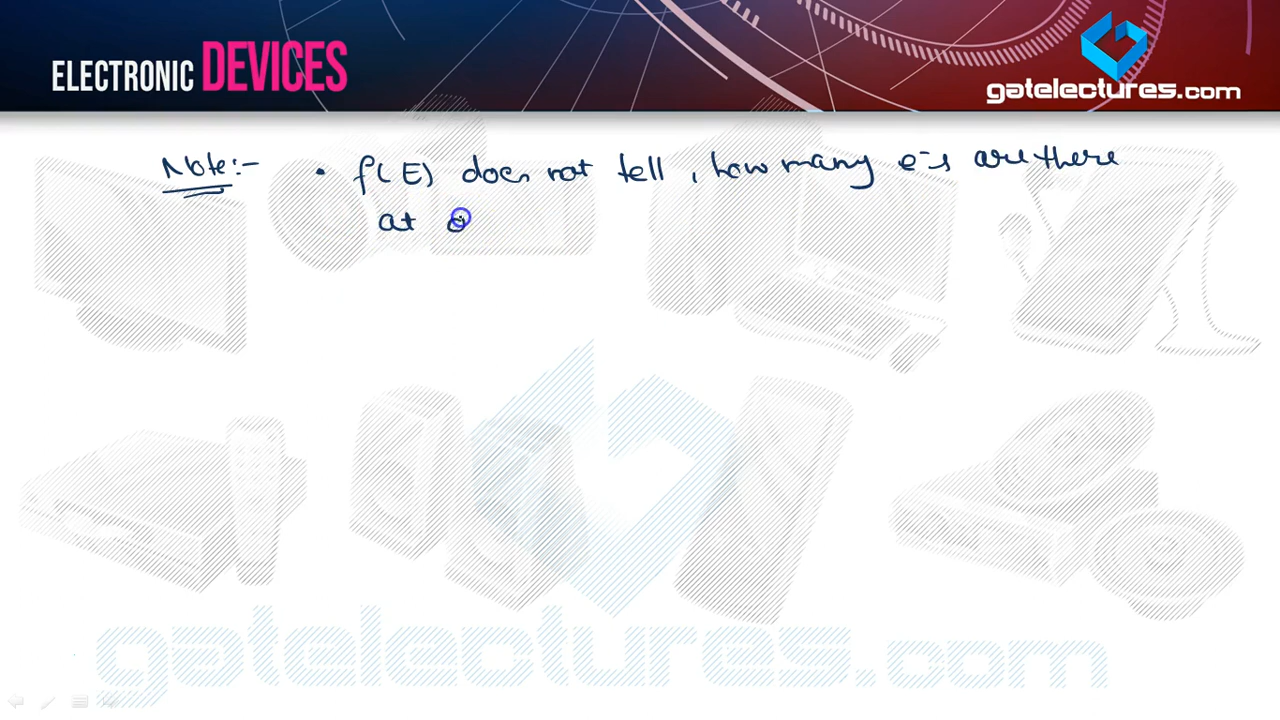 ELECTRONIC DEVICES
gatelectures.com
Note:- • f(E) does not tell, how many e-s are there
at
gatelectures.com